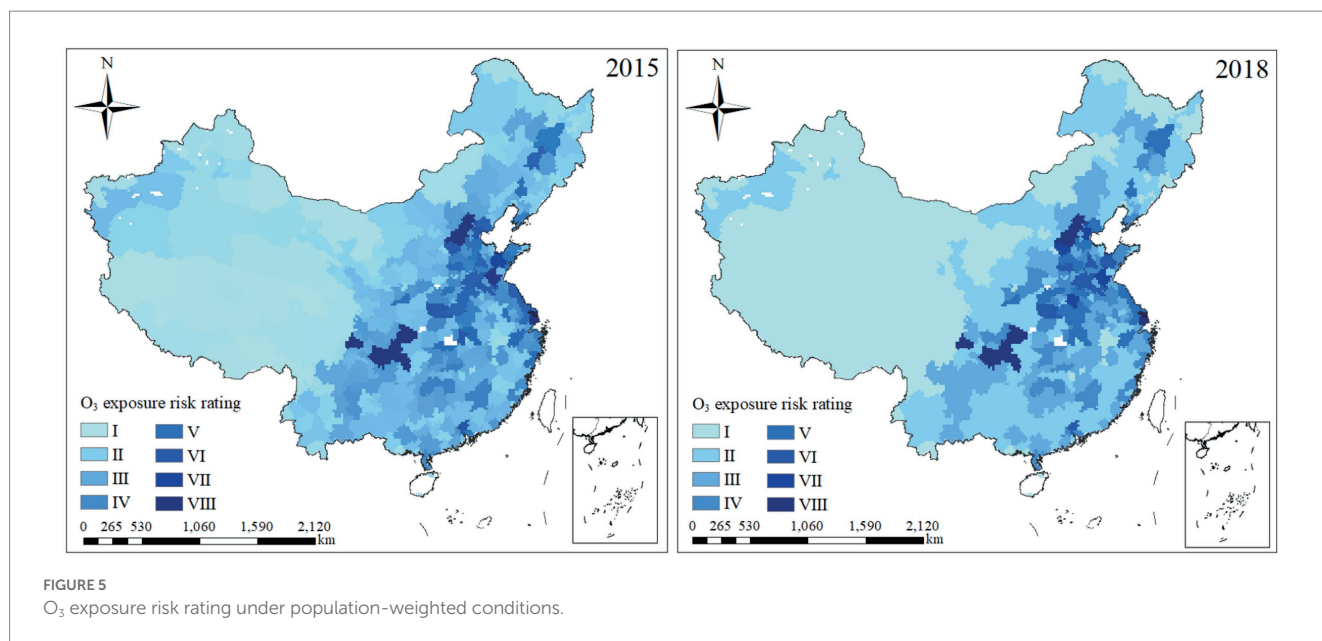 N
2015
O₃ exposure risk rating
I
V
II
VI
III
VII
IV
VIII
0 265 530 1,060 1,590 2,120
km
N
2018
O₃ exposure risk rating
I
V
II
VI
III
VII
IV
VIII
0 265 530 1,060 1,590 2,120
km
FIGURE 5
O₃ exposure risk rating under population-weighted conditions.